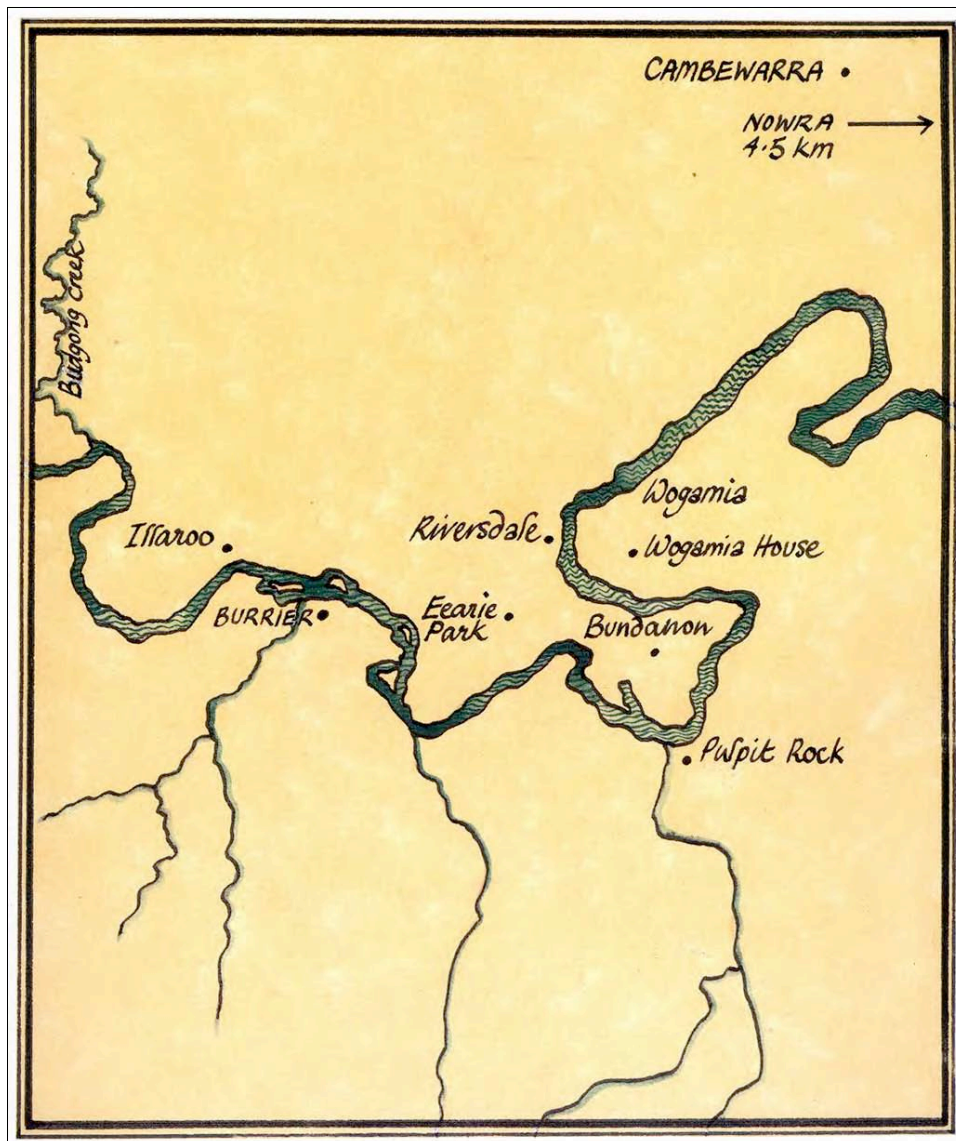 CAMBEWARRA
NOWRA
4.5 km
Budgong Creek
Wogamia
Illaroo
Riversdale
Wogamia House
BURRIER
Eearie
Park
Bundanon
Pulpit Rock